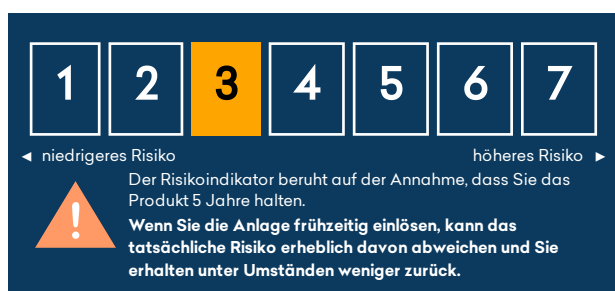 1 2 3 4 5 6 7
◄ niedrigeres Risiko höheres Risiko ►
Der Risikoindikator beruht auf der Annahme, dass Sie das
Produkt 5 Jahre halten.
Wenn Sie die Anlage frühzeitig einlösen, kann das
tatsächliche Risiko erheblich davon abweichen und Sie
erhalten unter Umständen weniger zurück.